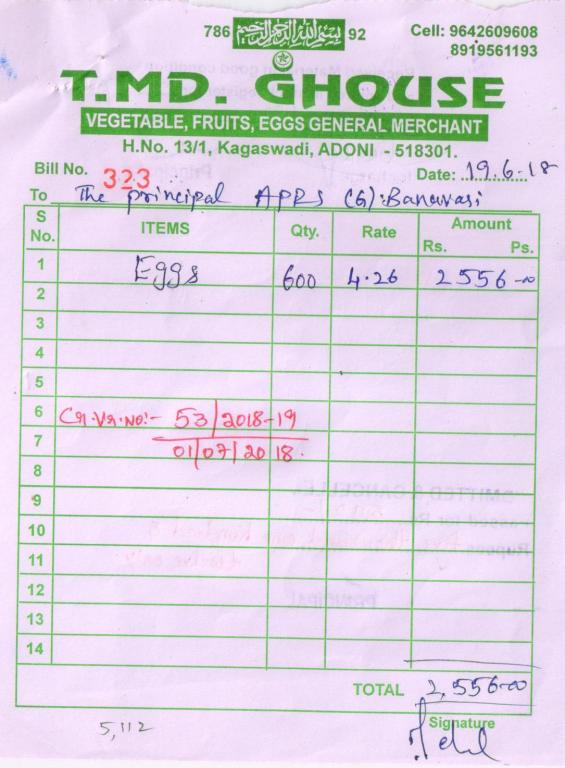 786 بسم الله الرحمن الرحيم 92
Cell: 9642609608
8919561193
T.MD. GHOUSE
VEGETABLE, FRUITS, EGGS GENERAL MERCHANT
H.No. 13/1, Kagaswadi, ADONI - 518301.
Bill No. 323 Date: 19.6-18
To The principal APRS (G): Banavasi
S No. ITEMS Qty. Rate Amount
Rs. Ps.
1 Eggs 600 4.26 2556-00
2
3
4
5
6 Cr.Vr.No:- 53/2018-19
7 01/07/2018.
8
9
10
11
12
13
14
TOTAL 2,556-00
Signature
5,112